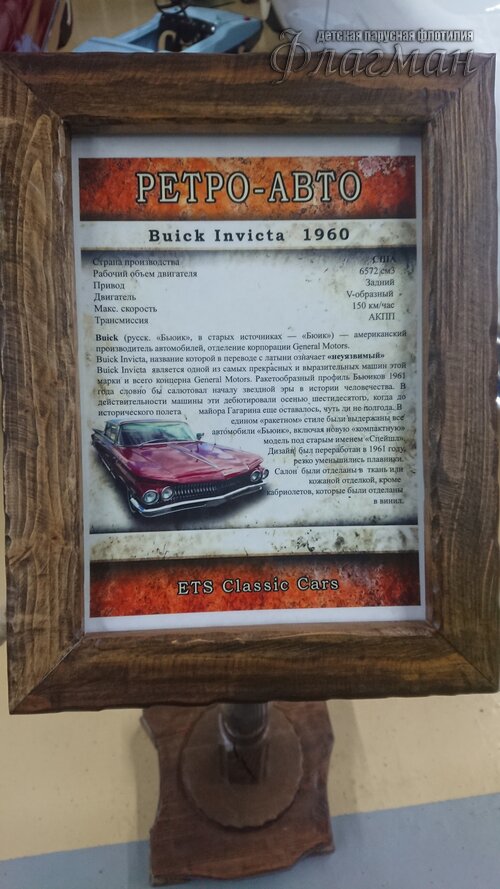 детская парусная флотилия
Флагман
РЕТРО-АВТО
Buick Invicta 1960
Страна производства США
Рабочий объем двигателя 6572 см3
Привод Задний
Двигатель V-образный
Макс. скорость 150 км/час
Трансмиссия АКПП
Buick (русск. «Бьюик», в старых источниках — «Бюик») — американский
производитель автомобилей, отделение корпорации General Motors.
Buick Invicta, название которой в переводе с латыни означает «неуязвимый»
Buick Invicta является одной из самых прекрасных и выразительных машин этой
марки и всего концерна General Motors. Ракетообразный профиль Бьюиков 1961
года словно бы салютовал началу звездной эры в истории человечества. В
действительности машины эти дебютировали осенью шестидесятого, когда до
исторического полета майора Гагарина еще оставалось, чуть ли не полгода. В
едином «ракетном» стиле были выдержаны все
автомобили «Бьюик», включая новую «компактную»
модель под старым именем «Спейшл».
Дизайн был переработан в 1961 году,
резко уменьшились плавники.
Салон были отделаны в ткань или
кожаной отделкой, кроме
кабриолетов, которые были отделаны
в винил.
ETS Classic Cars